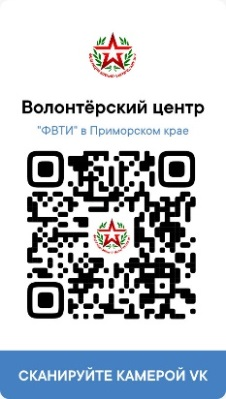 Волонтёрский центр
"ФВТИ" в Приморском крае
СКАНИРУЙТЕ КАМЕРОЙ VK